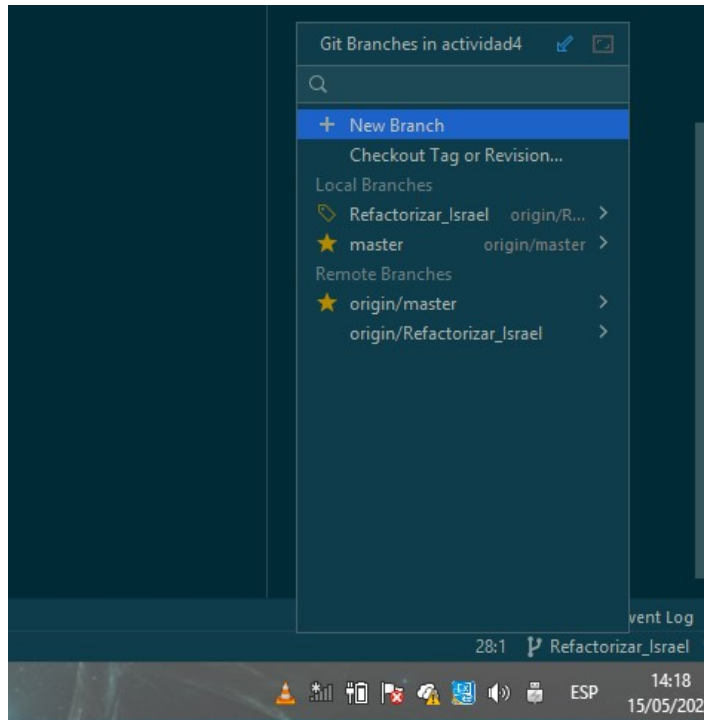 Git Branches in actividad4
New Branch
Checkout Tag or Revision...
Local Branches
Refactorizar_Israel origin/R...
master origin/master
Remote Branches
origin/master
origin/Refactorizar_Israel
vent Log
28:1 Refactorizar_Israel
14:18
ESP
15/05/202